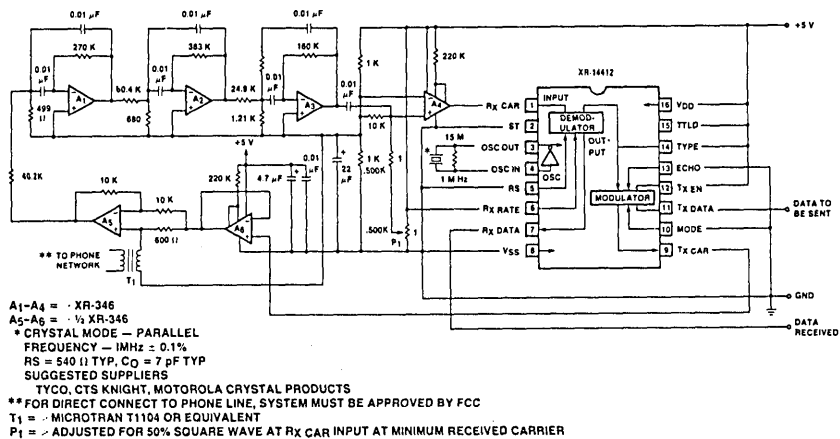 0.01 µF
0.01 µF
0.01 µF
270 K
383 K
160 K
0.01 µF
0.01 µF
0.01 µF
0.01 µF
A1
A2
A3
A4
499 Ω
680
24.9 K
1.21 K
1 K
220 K
10 K
+5 V
XR-14412
INPUT
DEMOD-
ULATOR
OUT-
PUT
OSC
MODULATOR
RX CAR
ST
OSC OUT
OSC IN
RS
RX RATE
RX DATA
VSS
1
2
3
4
5
6
7
8
16
15
14
13
12
11
10
9
VDD
TTLD
TYPE
ECHO
TX EN
TX DATA
MODE
TX CAR
15 M
*
1 MHz
DATA TO
BE SENT
+5 V
220 K
4.7 µF
0.01 µF
22 µF
1 K
.500K
1
.500K
1
P1
10 K
10 K
A5
A6
600 Ω
** TO PHONE
NETWORK
T1
GND
DATA
RECEIVED
A1-A4 = · XR-346
A5-A6 = · ½ XR-346
* CRYSTAL MODE — PARALLEL
FREQUENCY — IMHz ± 0.1%
RS = 540 Ω TYP, CO = 7 pF TYP
SUGGESTED SUPPLIERS
TYCO, CTS KNIGHT, MOTOROLA CRYSTAL PRODUCTS
** FOR DIRECT CONNECT TO PHONE LINE, SYSTEM MUST BE APPROVED BY FCC
T1 = MICROTRAN T1104 OR EQUIVALENT
P1 = ADJUSTED FOR 50% SQUARE WAVE AT RX CAR INPUT AT MINIMUM RECEIVED CARRIER